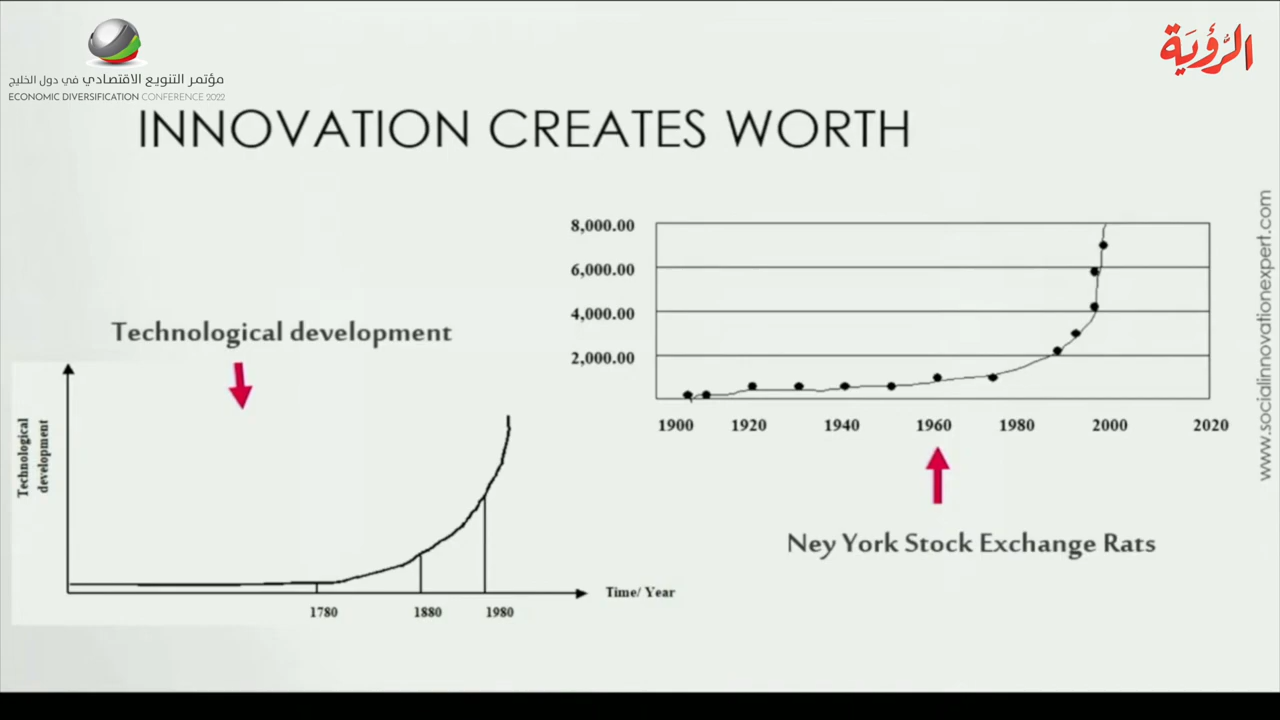 مؤتمر التنويع الاقتصادي في دول الخليج
ECONOMIC DIVERSIFICATION CONFERENCE 2022
الرُّؤيَة
INNOVATION CREATES WORTH
8,000.00
6,000.00
4,000.00
2,000.00
1900 1920 1940 1960 1980 2000 2020
Ney York Stock Exchange Rats
Technological development
Technological
development
Time/ Year
1780 1880 1980
www.socialinnovationexpert.com